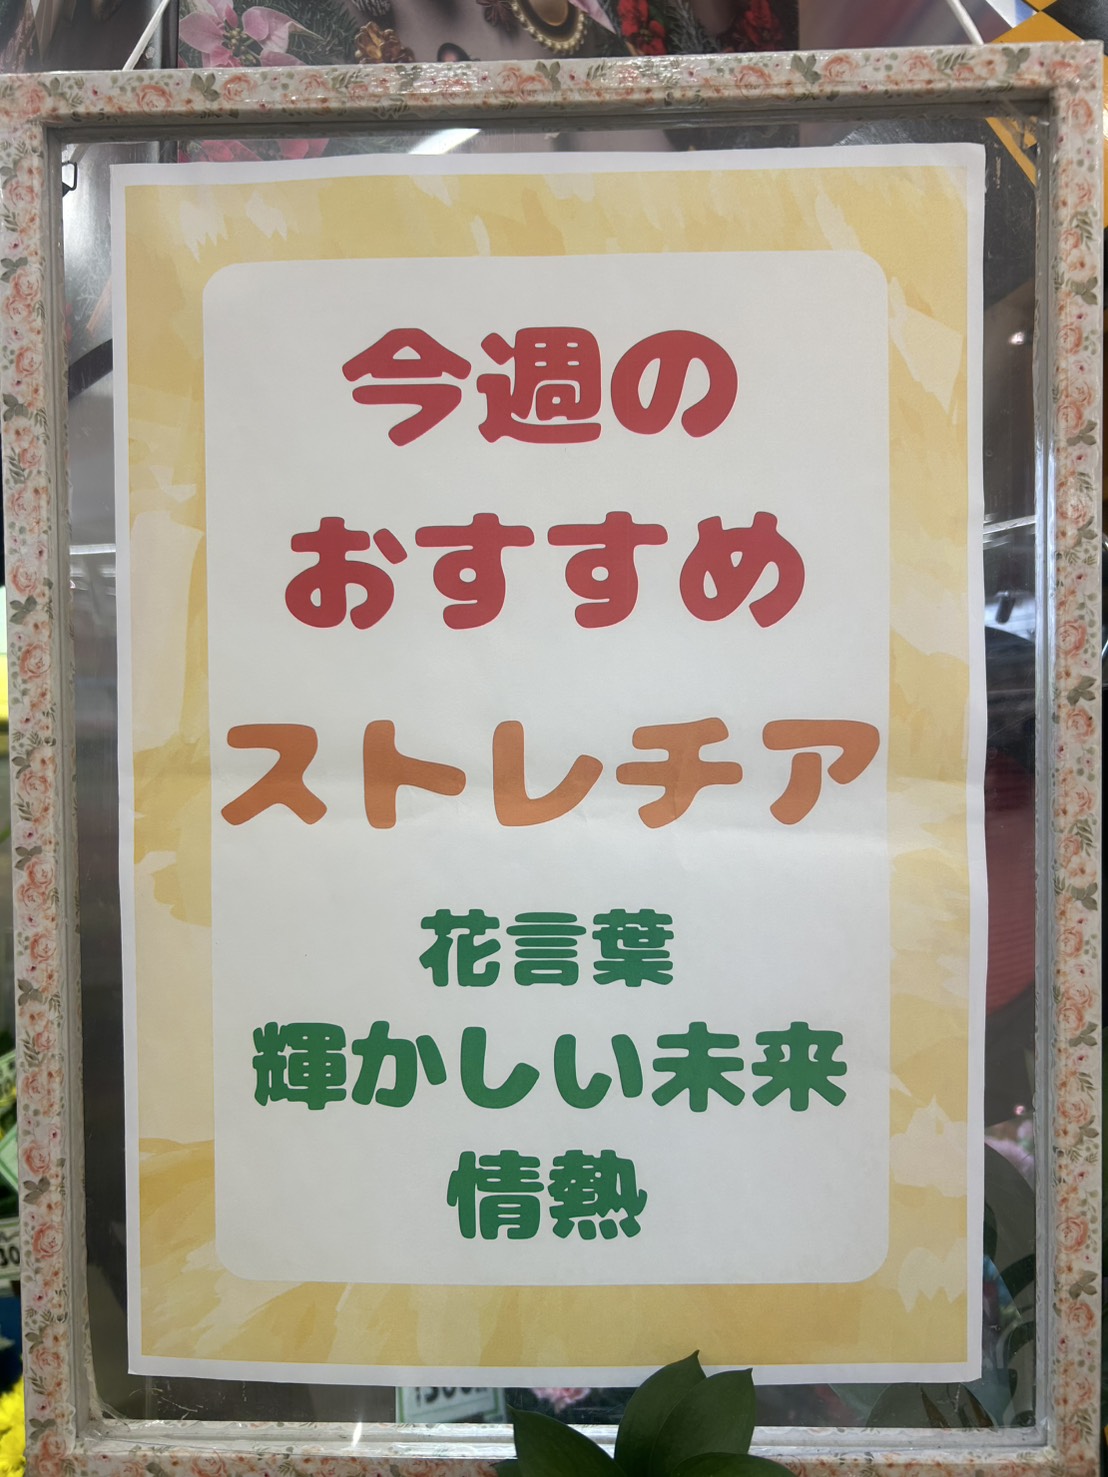 今週の
おすすめ
ストレチア
花言葉
輝かしい未来
情熱